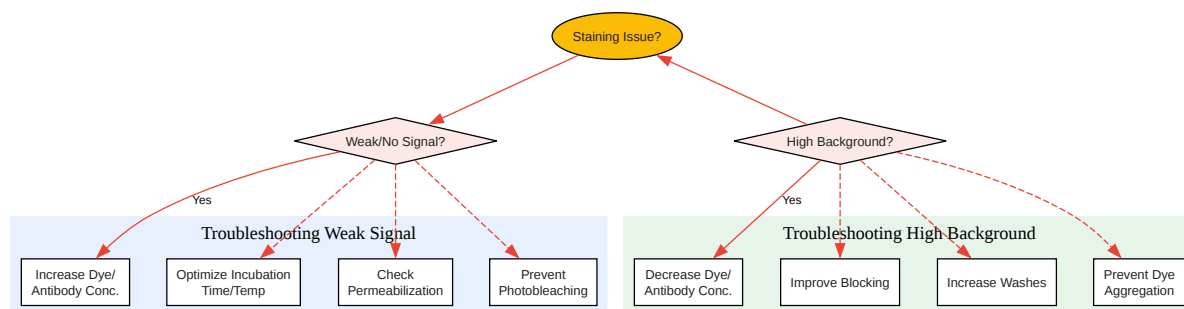 Staining Issue?
Weak/No Signal?
High Background?
Yes
Yes
Troubleshooting Weak Signal
Troubleshooting High Background
Increase Dye/
Antibody Conc.
Optimize Incubation
Time/Temp
Check
Permeabilization
Prevent
Photobleaching
Decrease Dye/
Antibody Conc.
Improve Blocking
Increase Washes
Prevent Dye
Aggregation